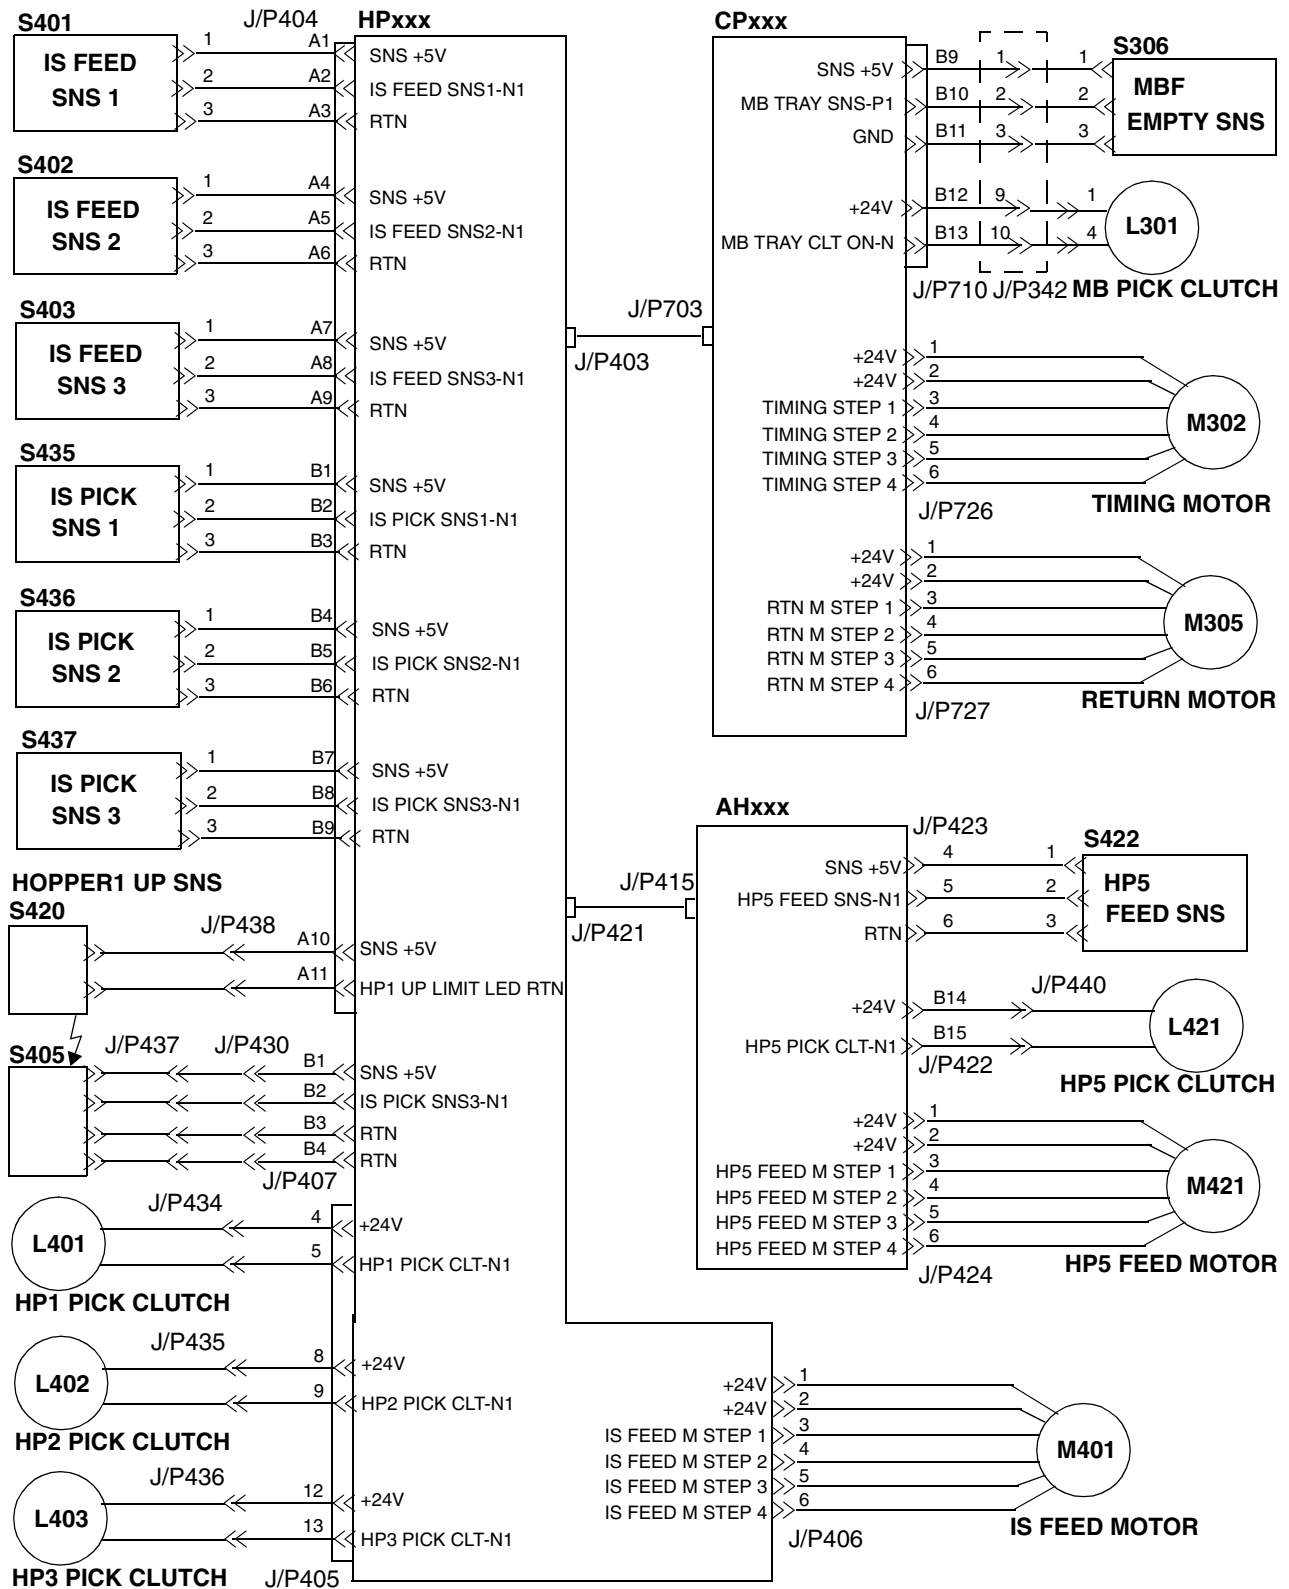 S401
J/P404
HPxxx
IS FEED
SNS 1
1 A1 SNS +5V
2 A2 IS FEED SNS1-N1
3 A3 RTN
S402
IS FEED
SNS 2
1 A4 SNS +5V
2 A5 IS FEED SNS2-N1
3 A6 RTN
S403
IS FEED
SNS 3
1 A7 SNS +5V
2 A8 IS FEED SNS3-N1
3 A9 RTN
S435
IS PICK
SNS 1
1 B1 SNS +5V
2 B2 IS PICK SNS1-N1
3 B3 RTN
S436
IS PICK
SNS 2
1 B4 SNS +5V
2 B5 IS PICK SNS2-N1
3 B6 RTN
S437
IS PICK
SNS 3
1 B7 SNS +5V
2 B8 IS PICK SNS3-N1
3 B9 RTN
HOPPER1 UP SNS
S420
J/P438
A10 SNS +5V
A11 HP1 UP LIMIT LED RTN
S405
J/P437 J/P430
B1 SNS +5V
B2 IS PICK SNS3-N1
B3 RTN
B4 RTN
J/P407
J/P434
L401
4 +24V
5 HP1 PICK CLT-N1
HP1 PICK CLUTCH
J/P435
L402
8 +24V
9 HP2 PICK CLT-N1
HP2 PICK CLUTCH
J/P436
L403
12 +24V
13 HP3 PICK CLT-N1
HP3 PICK CLUTCH
J/P405
J/P703
J/P403
J/P415
J/P421
CPxxx
SNS +5V B9 1 1
MB TRAY SNS-P1 B10 2 2
GND B11 3 3
S306
MBF
EMPTY SNS
+24V B12 9 1
MB TRAY CLT ON-N B13 10 4
L301
J/P710 J/P342 MB PICK CLUTCH
+24V 1
+24V 2
TIMING STEP 1 3
TIMING STEP 2 4
TIMING STEP 3 5
TIMING STEP 4 6
M302
J/P726
TIMING MOTOR
+24V 1
+24V 2
RTN M STEP 1 3
RTN M STEP 2 4
RTN M STEP 3 5
RTN M STEP 4 6
M305
J/P727
RETURN MOTOR
AHxxx
J/P423
SNS +5V 4 1
HP5 FEED SNS-N1 5 2
RTN 6 3
S422
HP5
FEED SNS
J/P440
+24V B14
HP5 PICK CLT-N1 B15
L421
J/P422
HP5 PICK CLUTCH
+24V 1
+24V 2
HP5 FEED M STEP 1 3
HP5 FEED M STEP 2 4
HP5 FEED M STEP 3 5
HP5 FEED M STEP 4 6
M421
J/P424
HP5 FEED MOTOR
+24V 1
+24V 2
IS FEED M STEP 1 3
IS FEED M STEP 2 4
IS FEED M STEP 3 5
IS FEED M STEP 4 6
M401
J/P406
IS FEED MOTOR